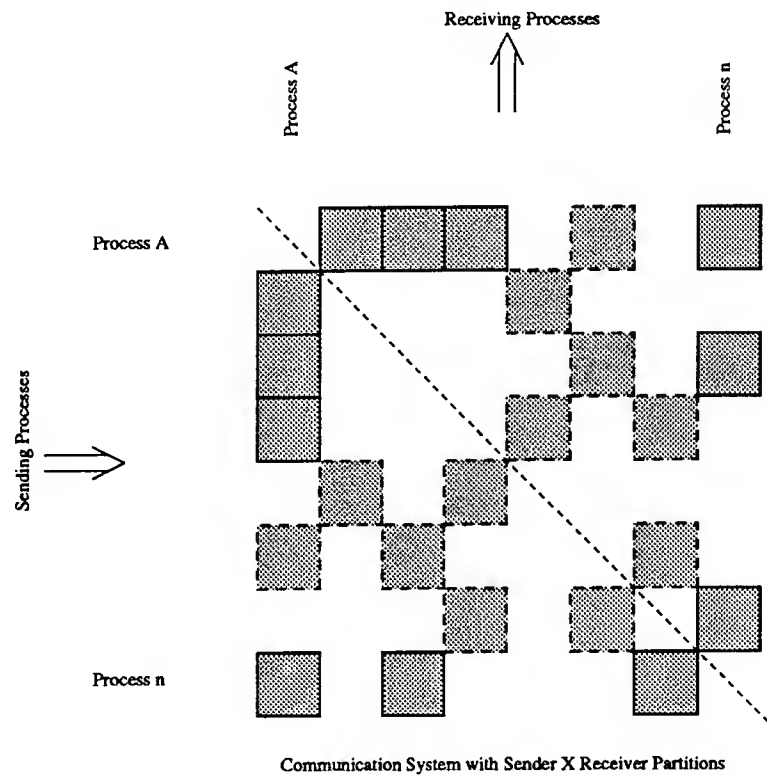 Receiving Processes
Process A
Process n
Process A
Sending Processes
Process n
Communication System with Sender X Receiver Partitions